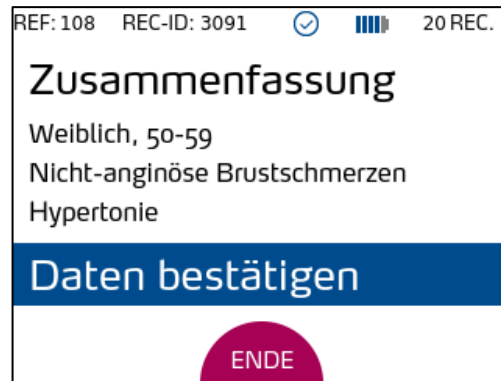 REF: 108 REC-ID: 3091 20 REC.
Zusammenfassung
Weiblich, 50-59
Nicht-anginöse Brustschmerzen
Hypertonie
Daten bestätigen
ENDE